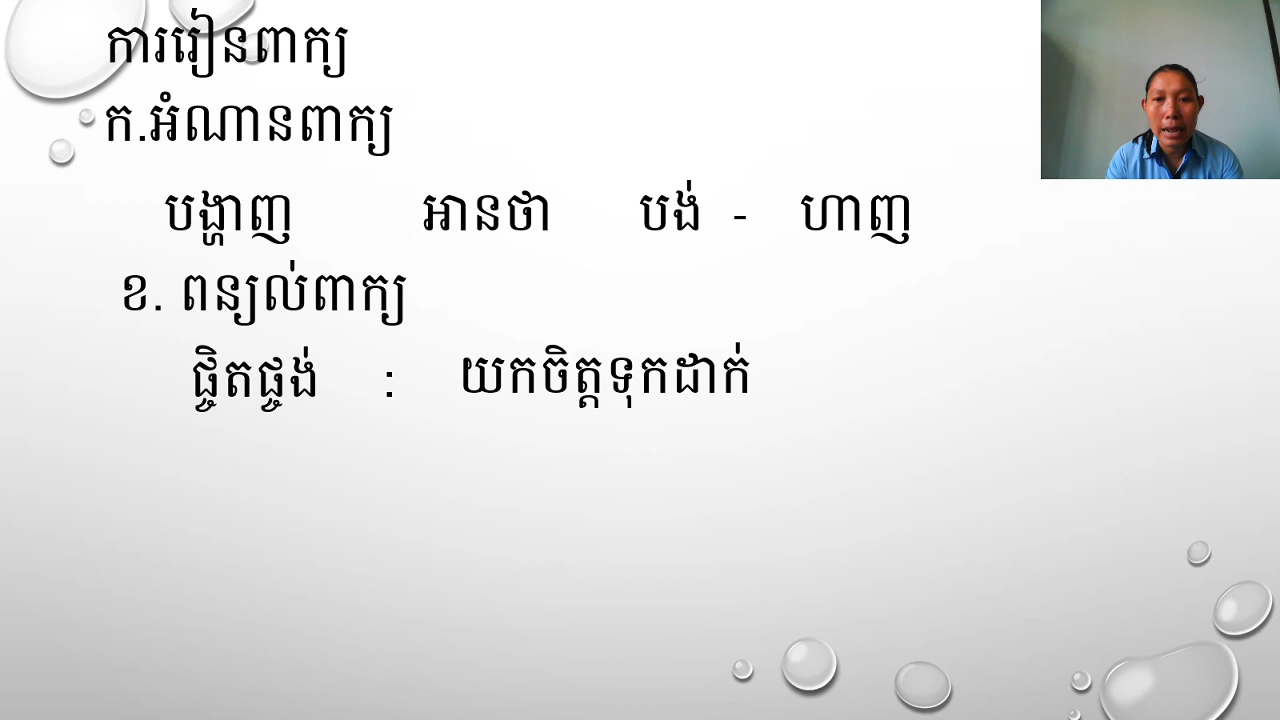 ការរៀនពាក្យ
ក.អំណានពាក្យ
បង្ហាញ អានថា បង់ - ហាញ
ខ. ពន្យល់ពាក្យ
ផ្ចិតផ្ចង់ : យកចិត្តទុកដាក់